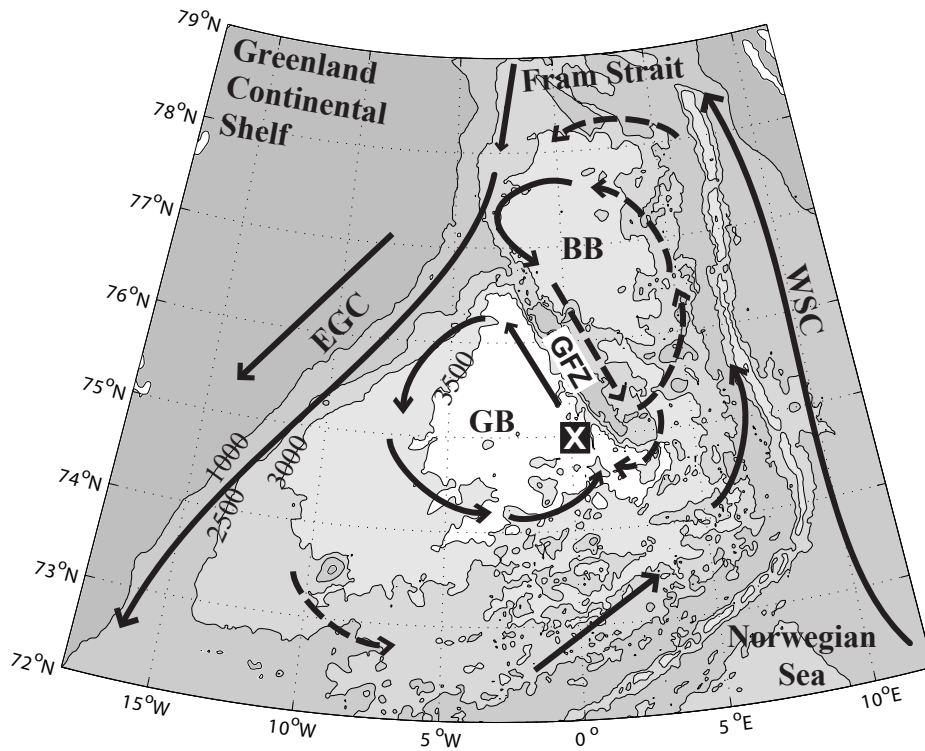 79°N
Greenland
Continental
Shelf
Fram Strait
78°N
77°N
BB
76°N
WSC
EGC
GFZ
3500
75°N
GB
X
1000
3000
74°N
2500
73°N
72°N
Norwegian
Sea
15°W
10°W
5°W
0°
5°E
10°E